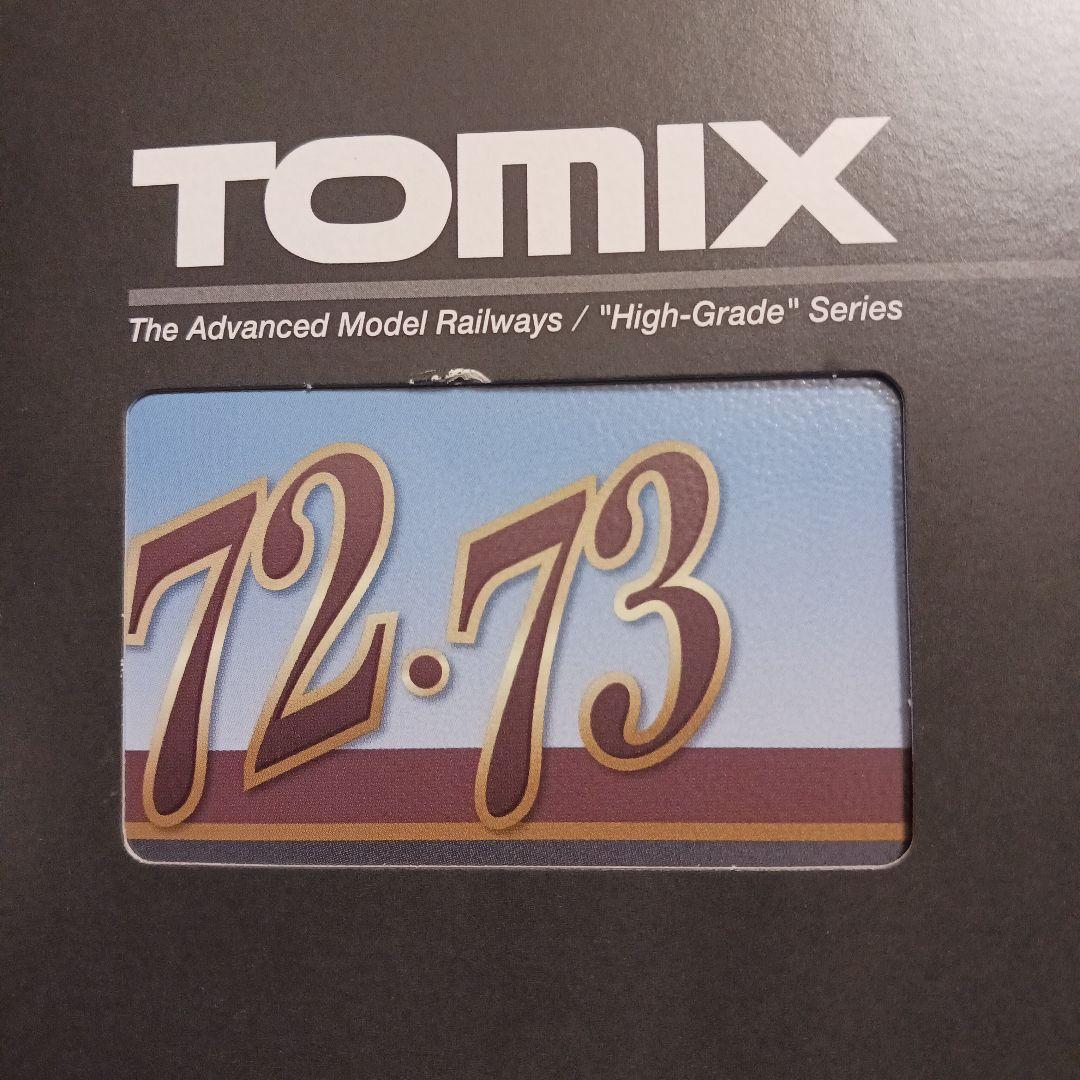 TOMIX
The Advanced Model Railways / "High-Grade" Series
72·73